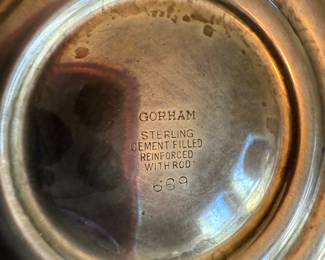 GORHAM
STERLING
CEMENT FILLED
REINFORCED
WITH ROD
669